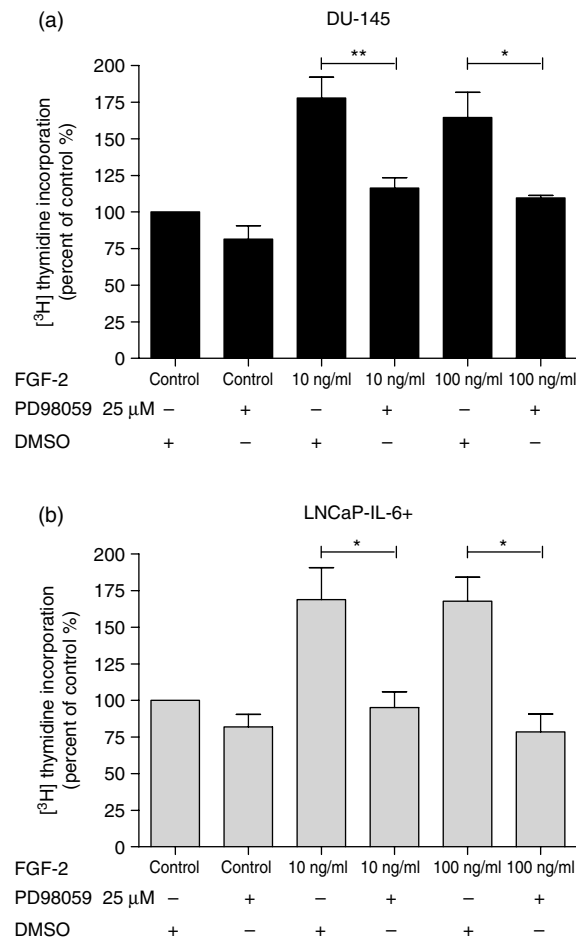 (a)
DU-145
[³H] thymidine incorporation
(percent of control %)
200
175
150
125
100
75
50
25
0
**
*
FGF-2 Control Control 10 ng/ml 10 ng/ml 100 ng/ml 100 ng/ml
PD98059 25 μM – + – + – +
DMSO + – + – + –
(b)
LNCaP-IL-6+
[³H] thymidine incorporation
(percent of control %)
200
175
150
125
100
75
50
25
0
*
*
FGF-2 Control Control 10 ng/ml 10 ng/ml 100 ng/ml 100 ng/ml
PD98059 25 μM – + – + – +
DMSO + – + – + –